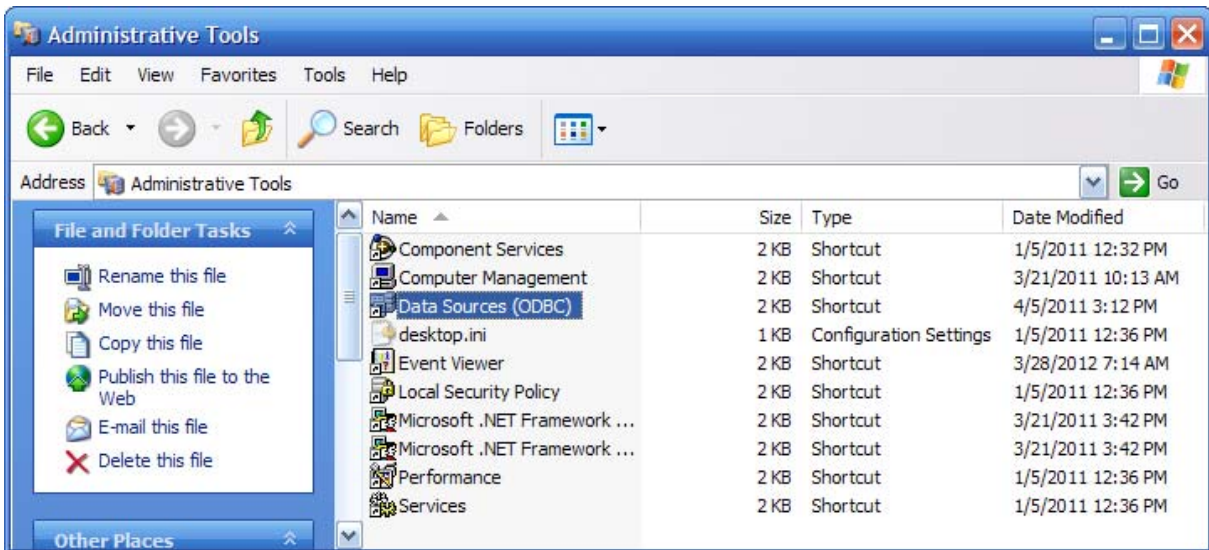 Administrative Tools
File Edit View Favorites Tools Help
Back Search Folders
Address Administrative Tools Go
File and Folder Tasks
Rename this file
Move this file
Copy this file
Publish this file to the
Web
E-mail this file
Delete this file
Other Places
Name Size Type Date Modified
Component Services 2 KB Shortcut 1/5/2011 12:32 PM
Computer Management 2 KB Shortcut 3/21/2011 10:13 AM
Data Sources (ODBC) 2 KB Shortcut 4/5/2011 3:12 PM
desktop.ini 1 KB Configuration Settings 1/5/2011 12:36 PM
Event Viewer 2 KB Shortcut 3/28/2012 7:14 AM
Local Security Policy 2 KB Shortcut 1/5/2011 12:36 PM
Microsoft .NET Framework ... 2 KB Shortcut 3/21/2011 3:42 PM
Microsoft .NET Framework ... 2 KB Shortcut 3/21/2011 3:42 PM
Performance 2 KB Shortcut 1/5/2011 12:36 PM
Services 2 KB Shortcut 1/5/2011 12:36 PM